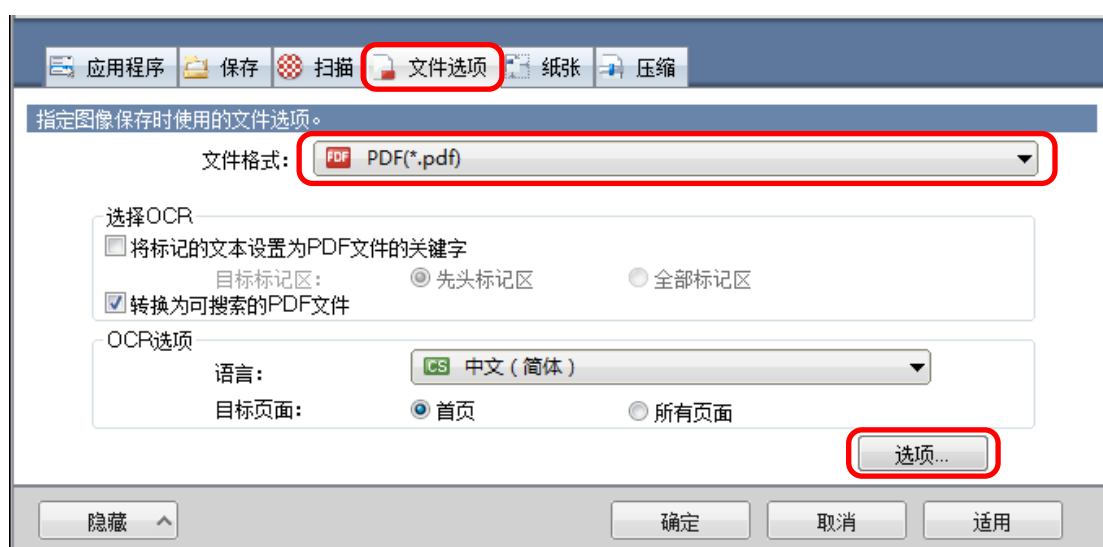 应用程序 保存 扫描 文件选项 纸张 压缩
指定图像保存时使用的文件选项。
文件格式: PDF PDF(*.pdf)
选择OCR
将标记的文本设置为PDF文件的关键字
目标标记区: 先头标记区 全部标记区
转换为可搜索的PDF文件
OCR选项
语言: CS 中文(简体)
目标页面: 首页 所有页面
选项...
隐藏 确定 取消 适用